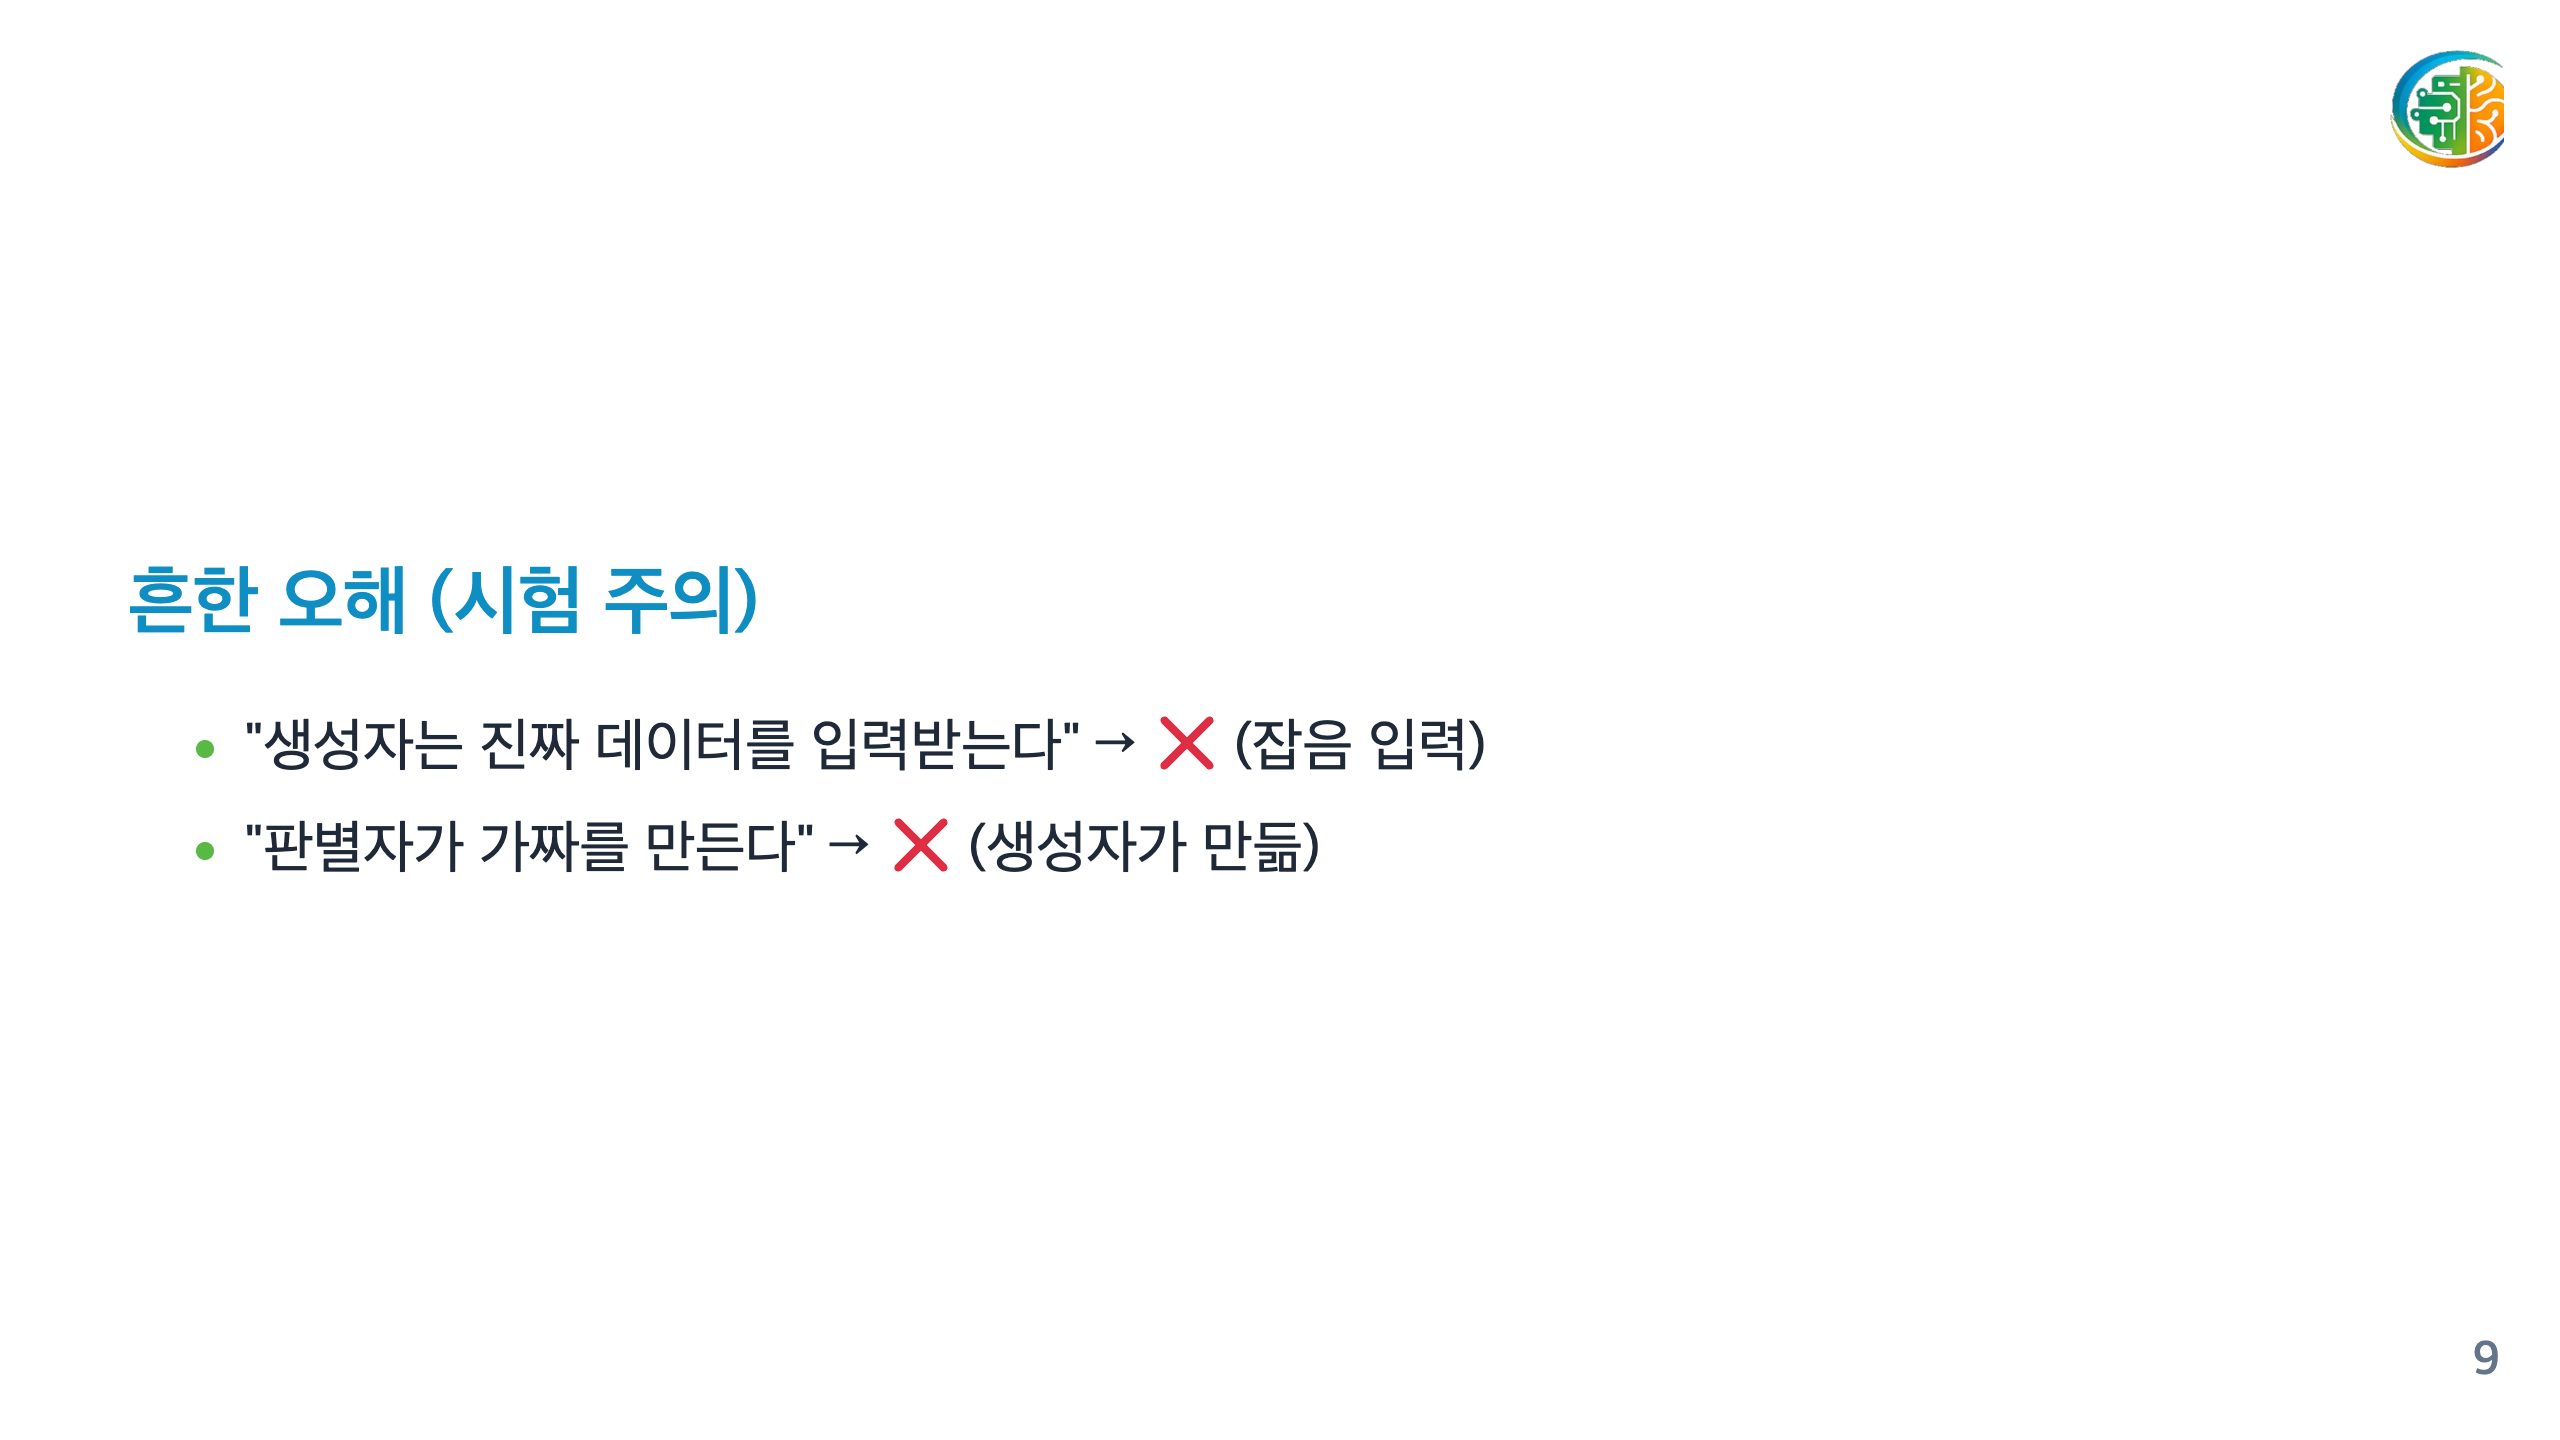 흔한 오해 (시험 주의)
• "생성자는 진짜 데이터를 입력받는다" → ❌ (잡음 입력)
• "판별자가 가짜를 만든다" → ❌ (생성자가 만듦)
9